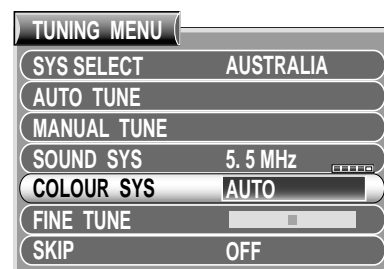 TUNING MENU
SYS SELECT AUSTRALIA
AUTO TUNE
MANUAL TUNE
SOUND SYS 5. 5 MHz
COLOUR SYS AUTO
FINE TUNE
SKIP OFF